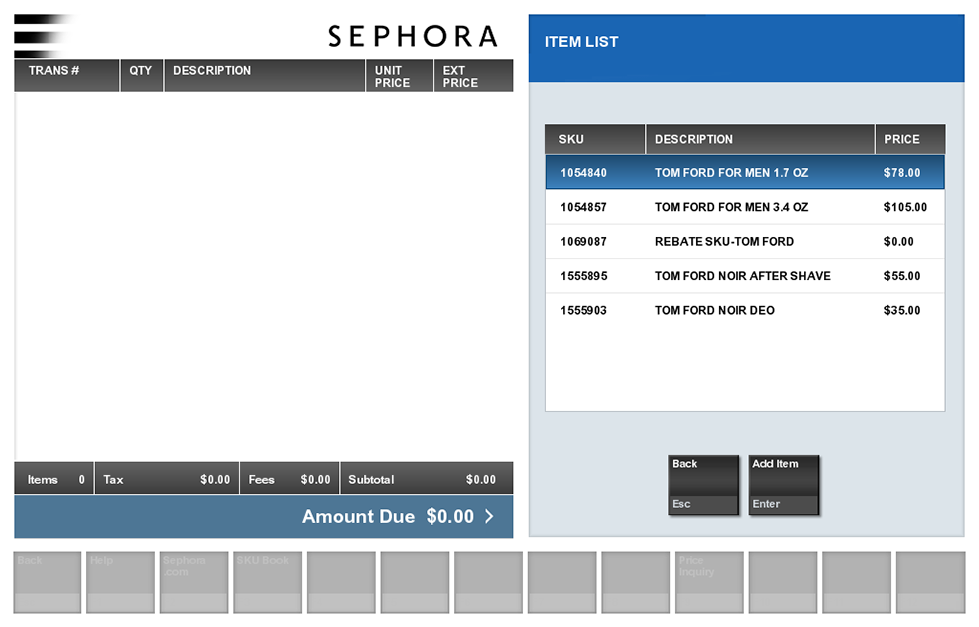 SEPHORA
TRANS # QTY DESCRIPTION UNIT PRICE EXT PRICE
Items 0 Tax $0.00 Fees $0.00 Subtotal $0.00
Amount Due $0.00 >
ITEM LIST
SKU DESCRIPTION PRICE
1054840 TOM FORD FOR MEN 1.7 OZ $78.00
1054857 TOM FORD FOR MEN 3.4 OZ $105.00
1069087 REBATE SKU-TOM FORD $0.00
1555895 TOM FORD NOIR AFTER SHAVE $55.00
1555903 TOM FORD NOIR DEO $35.00
Back Add Item
Esc Enter
Back Help Sephora SKU Book Price
.com Inquiry